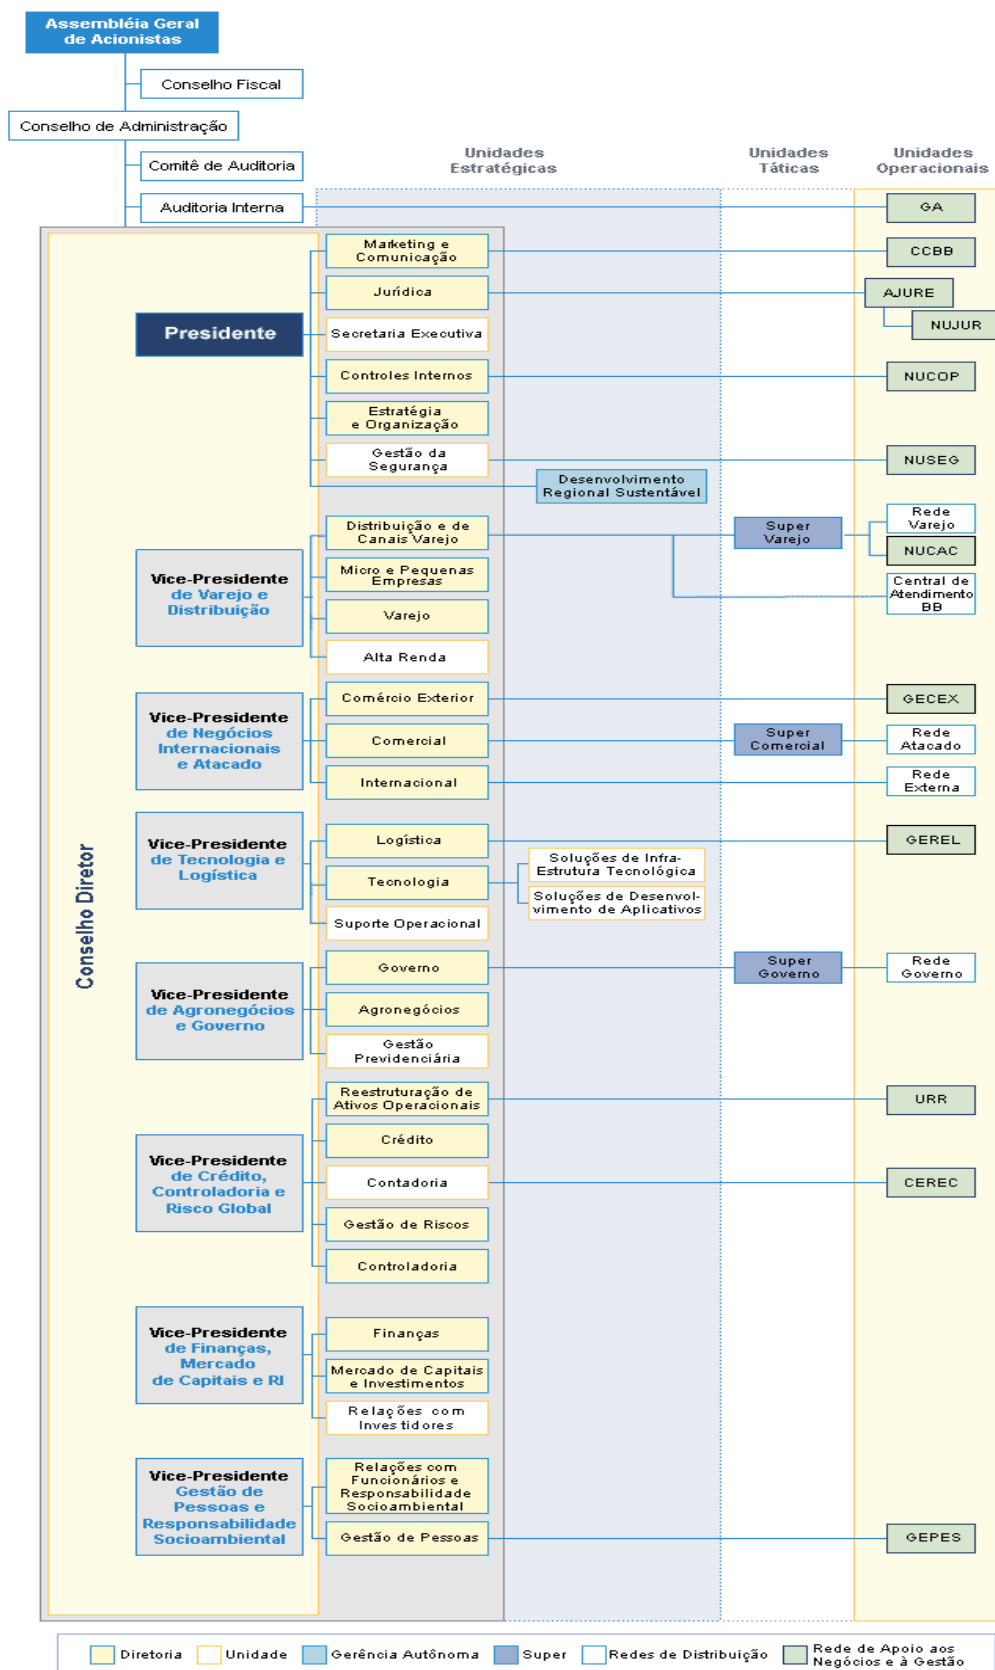 Assembléia Geral
de Acionistas
Conselho Fiscal
Conselho de Administração
Comitê de Auditoria
Auditoria Interna
Unidades
Estratégicas
Unidades
Táticas
Unidades
Operacionais
GA
Conselho Diretor
Presidente
Marketing e
Comunicação
CCBB
Jurídica
AJURE
NUJUR
Secretaria Executiva
Controles Internos
NUCOP
Estratégia
e Organização
Gestão da
Segurança
NUSEG
Desenvolvimento
Regional Sustentável
Vice-Presidente
de Varejo e
Distribuição
Distribuição e de
Canais Varejo
Super
Varejo
Rede
Varejo
NUCAC
Central de
Atendimento
BB
Micro e Pequenas
Empresas
Varejo
Alta Renda
Vice-Presidente
de Negócios
Internacionais
e Atacado
Comércio Exterior
GECEX
Comercial
Super
Comercial
Rede
Atacado
Internacional
Rede
Externa
Vice-Presidente
de Tecnologia e
Logística
Logística
GEREL
Tecnologia
Soluções de Infra-
Estrutura Tecnológica
Soluções de Desenvol-
vimento de Aplicativos
Suporte Operacional
Vice-Presidente
de Agronegócios
e Governo
Governo
Super
Governo
Rede
Governo
Agronegócios
Gestão
Previdenciária
Vice-Presidente
de Crédito,
Controladoria e
Risco Global
Reestruturação de
Ativos Operacionais
URR
Crédito
Contadoria
CEREC
Gestão de Riscos
Controladoria
Vice-Presidente
de Finanças,
Mercado
de Capitais e RI
Finanças
Mercado de Capitais
e Investimentos
Relações com
Investidores
Vice-Presidente
Gestão de
Pessoas e
Responsabilidade
Socioambiental
Relações com
Funcionários e
Responsabilidade
Socioambiental
Gestão de Pessoas
GEPES
Diretoria
Unidade
Gerência Autônoma
Super
Redes de Distribuição
Rede de Apoio aos
Negócios e à Gestão